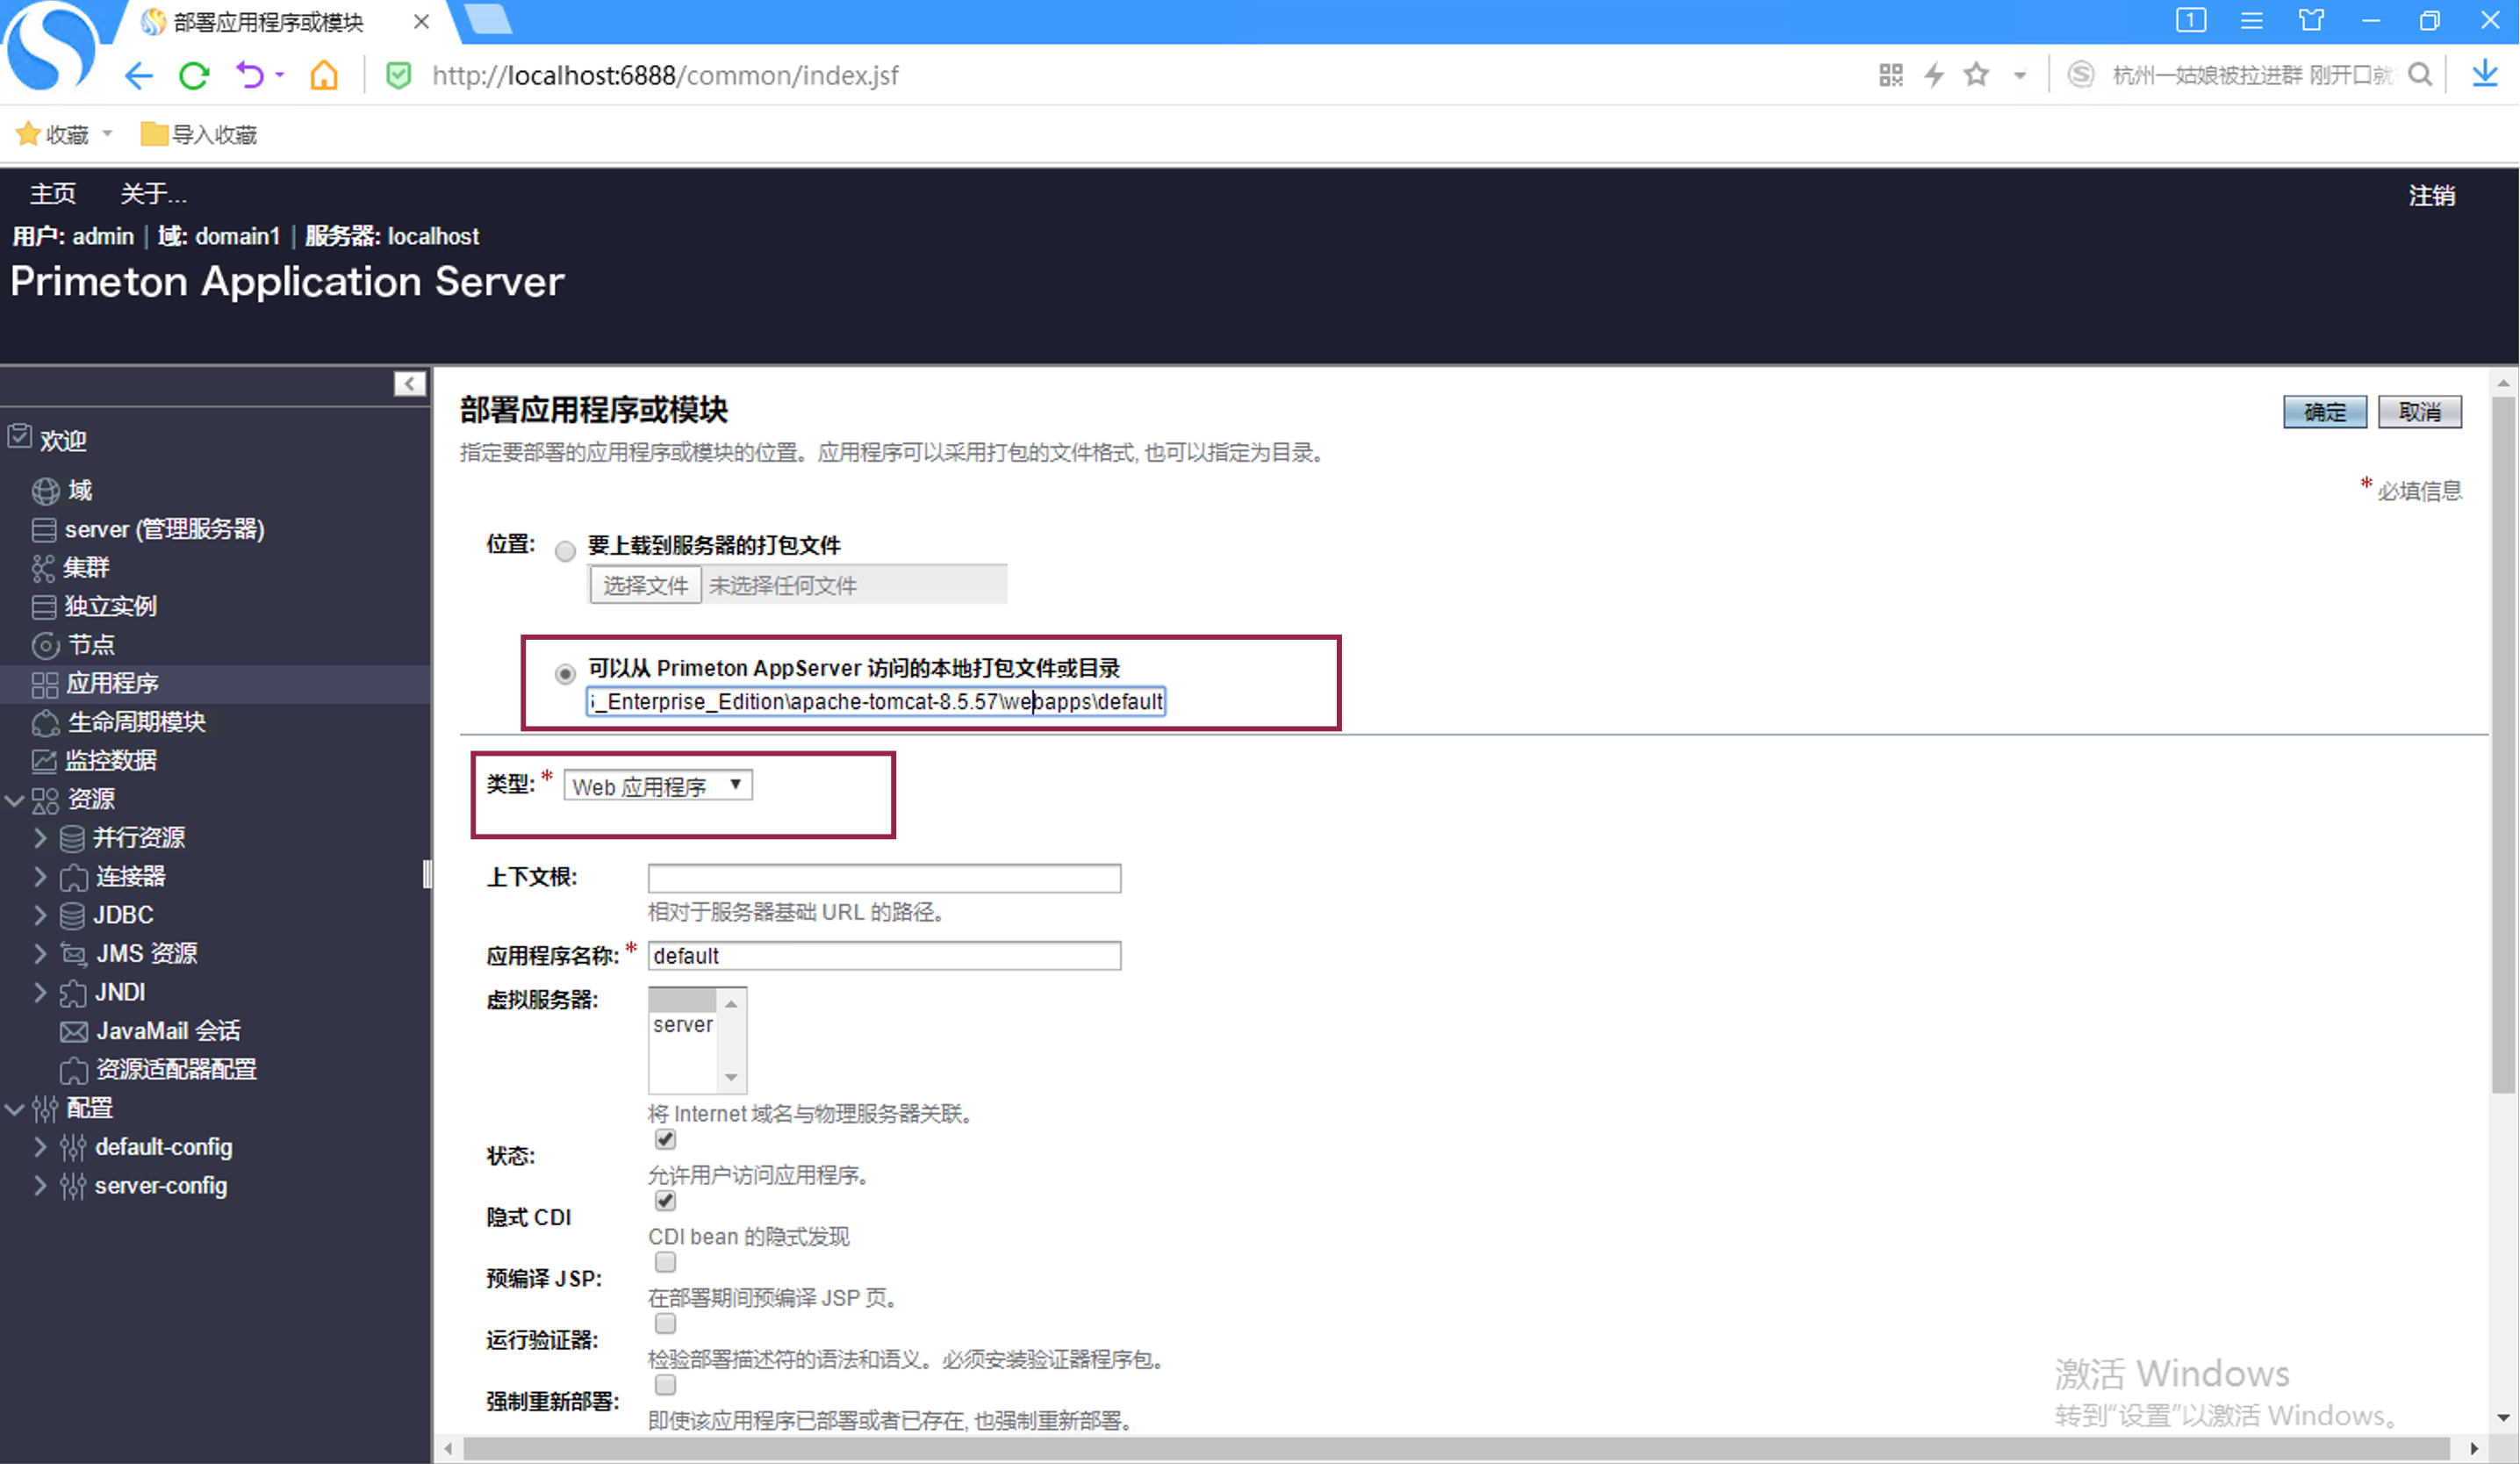 部署应用程序或模块
1
http://localhost:6888/common/index.jsf
杭州一姑娘被拉进群 刚开口就
收藏
导入收藏
主页 关于...
注销
用户: admin | 域: domain1 | 服务器: localhost
Primeton Application Server
欢迎
域
server (管理服务器)
集群
独立实例
节点
应用程序
生命周期模块
监控数据
资源
并行资源
连接器
JDBC
JMS 资源
JNDI
JavaMail 会话
资源适配器配置
配置
default-config
server-config
部署应用程序或模块
确定 取消
指定要部署的应用程序或模块的位置。应用程序可以采用打包的文件格式, 也可以指定为目录。
* 必填信息
位置: 要上载到服务器的打包文件
选择文件 未选择任何文件
可以从 Primeton AppServer 访问的本地打包文件或目录
_Enterprise_Edition\apache-tomcat-8.5.57\webapps\default
类型: * Web 应用程序
上下文根:
相对于服务器基础 URL 的路径。
应用程序名称: * default
虚拟服务器:
server
将 Internet 域名与物理服务器关联。
状态:
允许用户访问应用程序。
隐式 CDI
CDI bean 的隐式发现
预编译 JSP:
在部署期间预编译 JSP 页。
运行验证器:
检验部署描述符的语法和语义。必须安装验证器程序包。
强制重新部署:
即使该应用程序已部署或者已存在, 也强制重新部署。
激活 Windows
转到“设置”以激活 Windows。